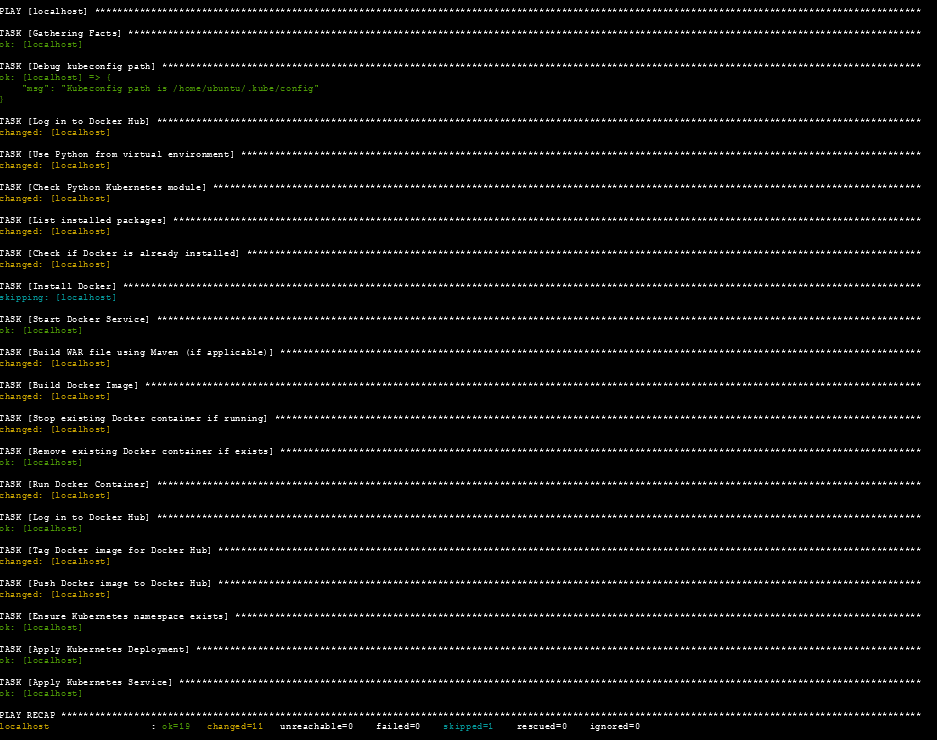 PLAY [localhost] ****************************************************************************************************************************************************
TASK [Gathering Facts] **********************************************************************************************************************************************
ok: [localhost]
TASK [Debug kubeconfig path] ****************************************************************************************************************************************
ok: [localhost] => {
    "msg": "Kubeconfig path is /home/ubuntu/.kube/config"
}
TASK [Log in to Docker Hub] *****************************************************************************************************************************************
changed: [localhost]
TASK [Use Python from virtual environment] **************************************************************************************************************************
changed: [localhost]
TASK [Check Python Kubernetes module] *******************************************************************************************************************************
changed: [localhost]
TASK [List installed packages] **************************************************************************************************************************************
changed: [localhost]
TASK [Check if Docker is already installed] *************************************************************************************************************************
changed: [localhost]
TASK [Install Docker] ***********************************************************************************************************************************************
skipping: [localhost]
TASK [Start Docker Service] *****************************************************************************************************************************************
ok: [localhost]
TASK [Build WAR file using Maven (if applicable)] *******************************************************************************************************************
changed: [localhost]
TASK [Build Docker Image] *******************************************************************************************************************************************
changed: [localhost]
TASK [Stop existing Docker container if running] ********************************************************************************************************************
changed: [localhost]
TASK [Remove existing Docker container if exists] *******************************************************************************************************************
ok: [localhost]
TASK [Run Docker Container] *****************************************************************************************************************************************
changed: [localhost]
TASK [Log in to Docker Hub] *****************************************************************************************************************************************
ok: [localhost]
TASK [Tag Docker image for Docker Hub] ******************************************************************************************************************************
changed: [localhost]
TASK [Push Docker image to Docker Hub] ******************************************************************************************************************************
changed: [localhost]
TASK [Ensure Kubernetes namespace exists] ***************************************************************************************************************************
ok: [localhost]
TASK [Apply Kubernetes Deployment] **********************************************************************************************************************************
ok: [localhost]
TASK [Apply Kubernetes Service] *************************************************************************************************************************************
ok: [localhost]
PLAY RECAP **********************************************************************************************************************************************************
localhost                  : ok=19   changed=11   unreachable=0    failed=0    skipped=1    rescued=0    ignored=0